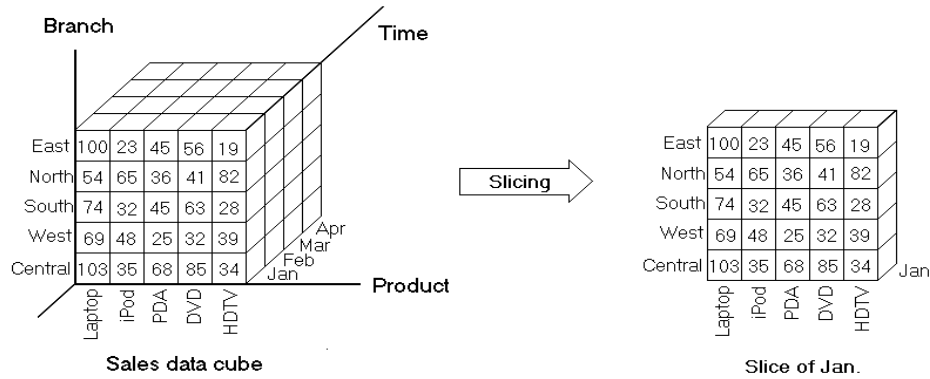 Branch
Time
East 100 23 45 56 19
North 54 65 36 41 82
South 74 32 45 63 28
West 69 48 25 32 39
Central 103 35 68 85 34
Jan
Feb
Mar
Apr
Product
Laptop
iPod
PDA
DVD
HDTV
Sales data cube
Slicing
East 100 23 45 56 19
North 54 65 36 41 82
South 74 32 45 63 28
West 69 48 25 32 39
Central 103 35 68 85 34
Jan
Laptop
iPod
PDA
DVD
HDTV
Slice of Jan.